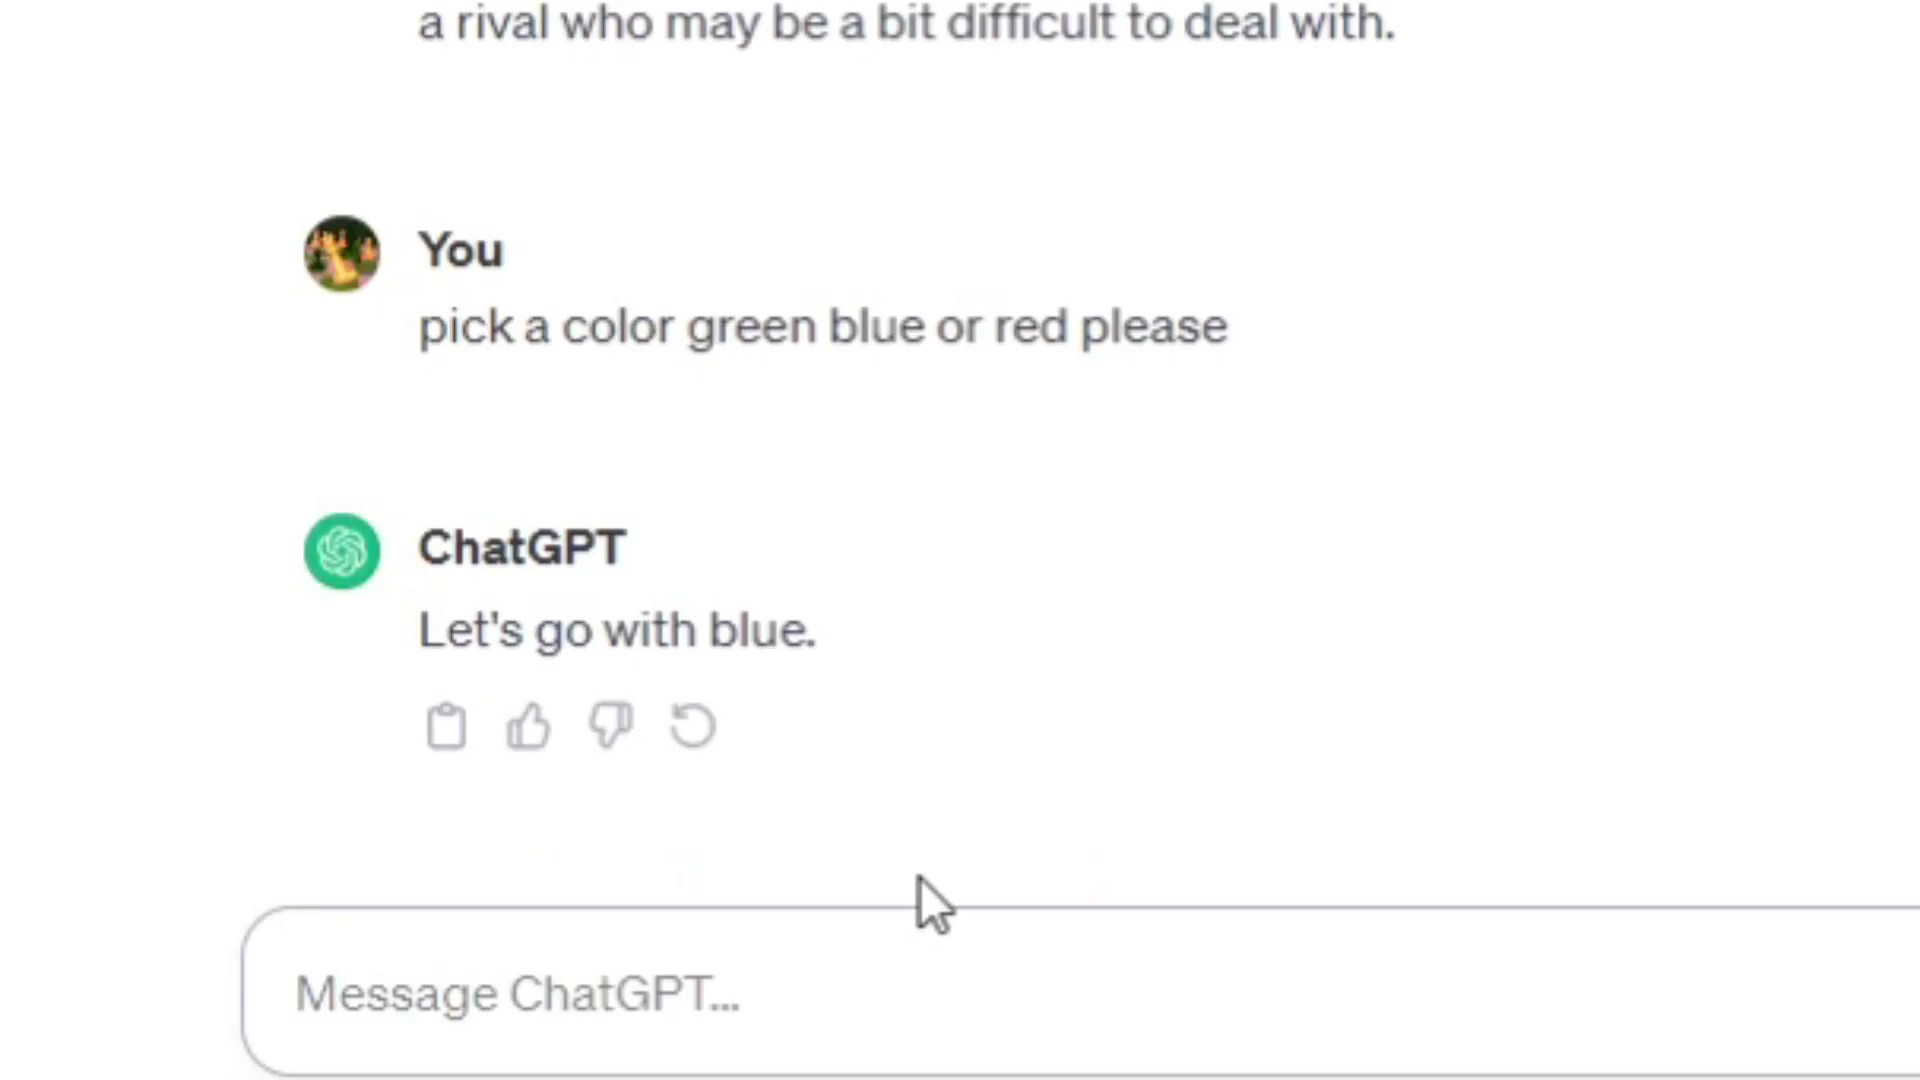 a rival who may be a bit difficult to deal with.
You
pick a color green blue or red please
ChatGPT
Let's go with blue.
Message ChatGPT...